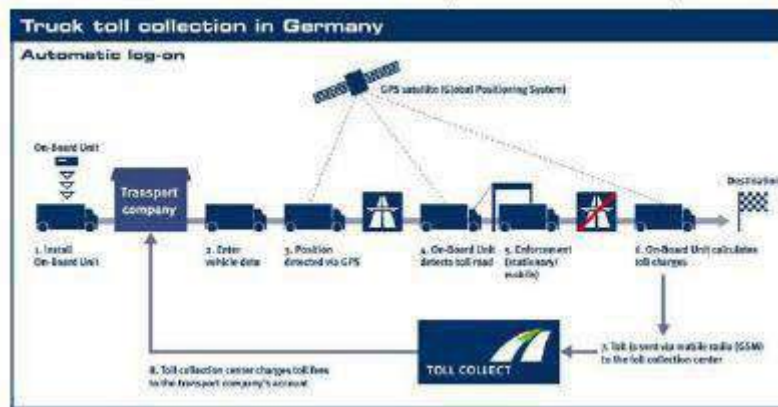 Truck toll collection in Germany
Automatic log-on
GPS satellite (Global Positioning System)
On-Board Unit
Transport
company
Destination
1. Install
On-Board Unit
2. Enter
vehicle data
3. Position
detected via GPS
4. On-Board Unit
detects toll road
5. Enforcement
(stationary/
mobile)
6. On-Board Unit calculates
toll charges
7. Toll is sent via mobile radio (GSM)
to the toll collection center
TOLL COLLECT
8. Toll collection center charges toll fees
to the transport company's account